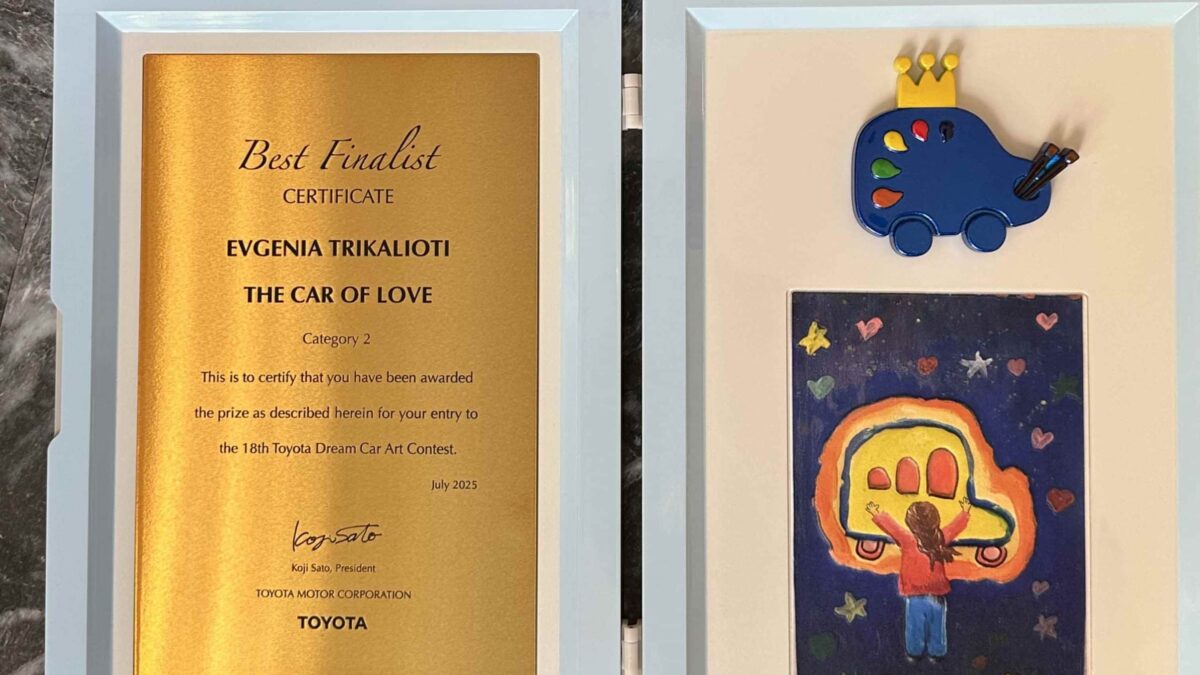 Best Finalist
CERTIFICATE
EVGENIA TRIKALIOTI
THE CAR OF LOVE
Category 2
This is to certify that you have been awarded
the prize as described herein for your entry to
the 18th Toyota Dream Car Art Contest.
July 2025
Koji Sato
Koji Sato, President
TOYOTA MOTOR CORPORATION
TOYOTA